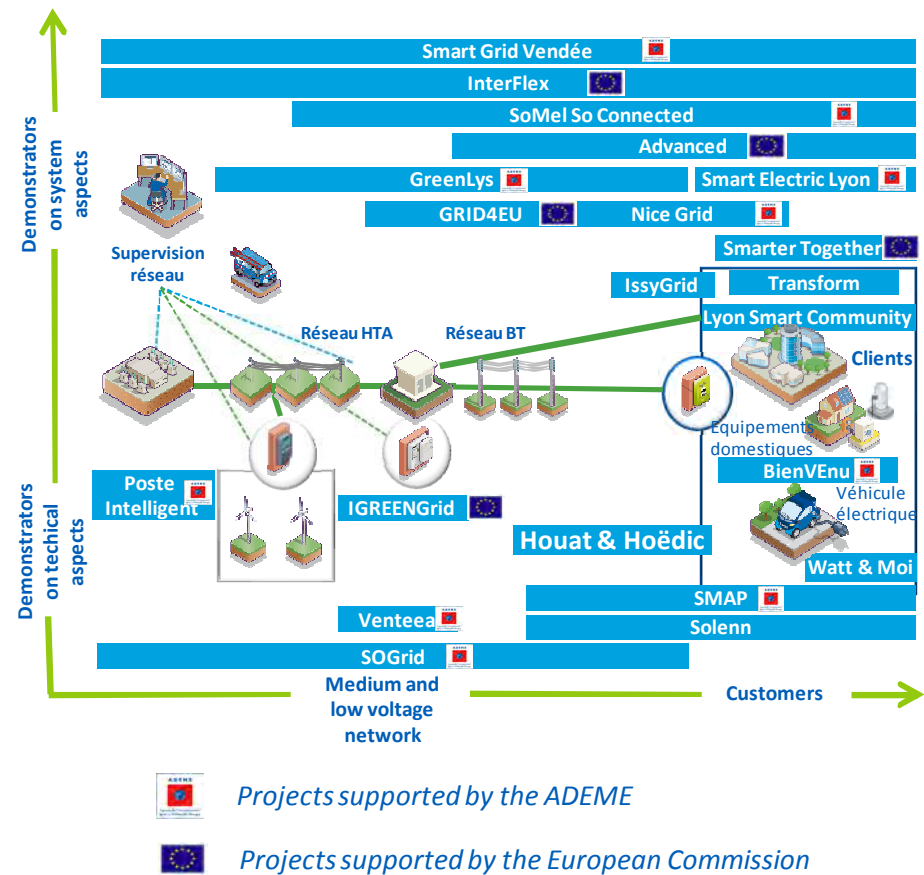 Smart Grid Vendée
InterFlex
SoMel So Connected
Advanced
GreenLys
Smart Electric Lyon
GRID4EU
Nice Grid
Smarter Together
Demonstrators
on system
aspects
Supervision
réseau
IssyGrid
Transform
Réseau HTA
Réseau BT
Lyon Smart Community
Clients
Equipements
domestiques
BienVEnu
Véhicule
électrique
Poste
Intelligent
IGREENGrid
Houat & Hoëdic
Watt & Moi
Demonstrators
on techical
aspects
SMAP
Venteea
Solenn
SOGrid
Medium and
low voltage
network
Customers
ADEME
Projects supported by the ADEME
Projects supported by the European Commission